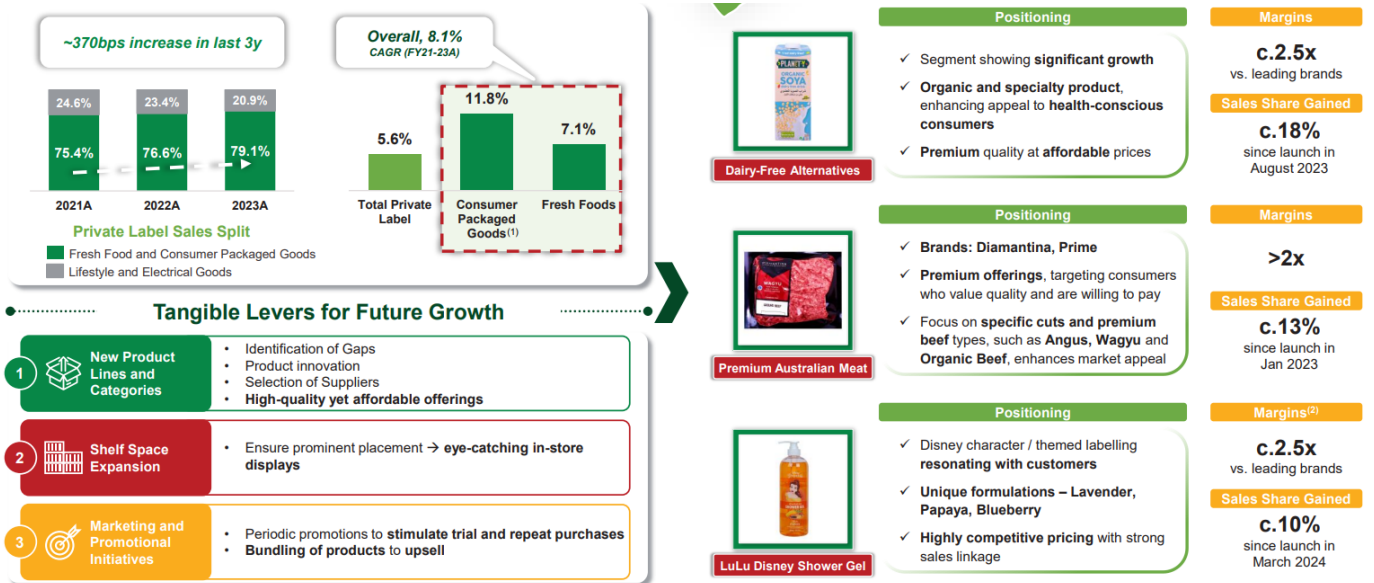 ~370bps increase in last 3y
Overall, 8.1%
CAGR (FY21-23A)
24.6%
23.4%
20.9%
75.4%
76.6%
79.1%
2021A
2022A
2023A
Private Label Sales Split
Fresh Food and Consumer Packaged Goods
Lifestyle and Electrical Goods
5.6%
11.8%
7.1%
Total Private
Label
Consumer
Packaged
Goods(1)
Fresh Foods
Tangible Levers for Future Growth
1
New Product
Lines and
Categories
• Identification of Gaps
• Product innovation
• Selection of Suppliers
• High-quality yet affordable offerings
2
Shelf Space
Expansion
• Ensure prominent placement → eye-catching in-store
displays
3
Marketing and
Promotional
Initiatives
• Periodic promotions to stimulate trial and repeat purchases
• Bundling of products to upsell
ORGANIC
SOYA
Dairy-Free Alternatives
Positioning
✓ Segment showing significant growth
✓ Organic and specialty product,
enhancing appeal to health-conscious
consumers
✓ Premium quality at affordable prices
Margins
c.2.5x
vs. leading brands
Sales Share Gained
c.18%
since launch in
August 2023
Premium Australian Meat
Positioning
✓ Brands: Diamantina, Prime
✓ Premium offerings, targeting consumers
who value quality and are willing to pay
✓ Focus on specific cuts and premium
beef types, such as Angus, Wagyu and
Organic Beef, enhances market appeal
Margins
>2x
Sales Share Gained
c.13%
since launch in
Jan 2023
LuLu Disney Shower Gel
Positioning
✓ Disney character / themed labelling
resonating with customers
✓ Unique formulations – Lavender,
Papaya, Blueberry
✓ Highly competitive pricing with strong
sales linkage
Margins(2)
c.2.5x
vs. leading brands
Sales Share Gained
c.10%
since launch in
March 2024